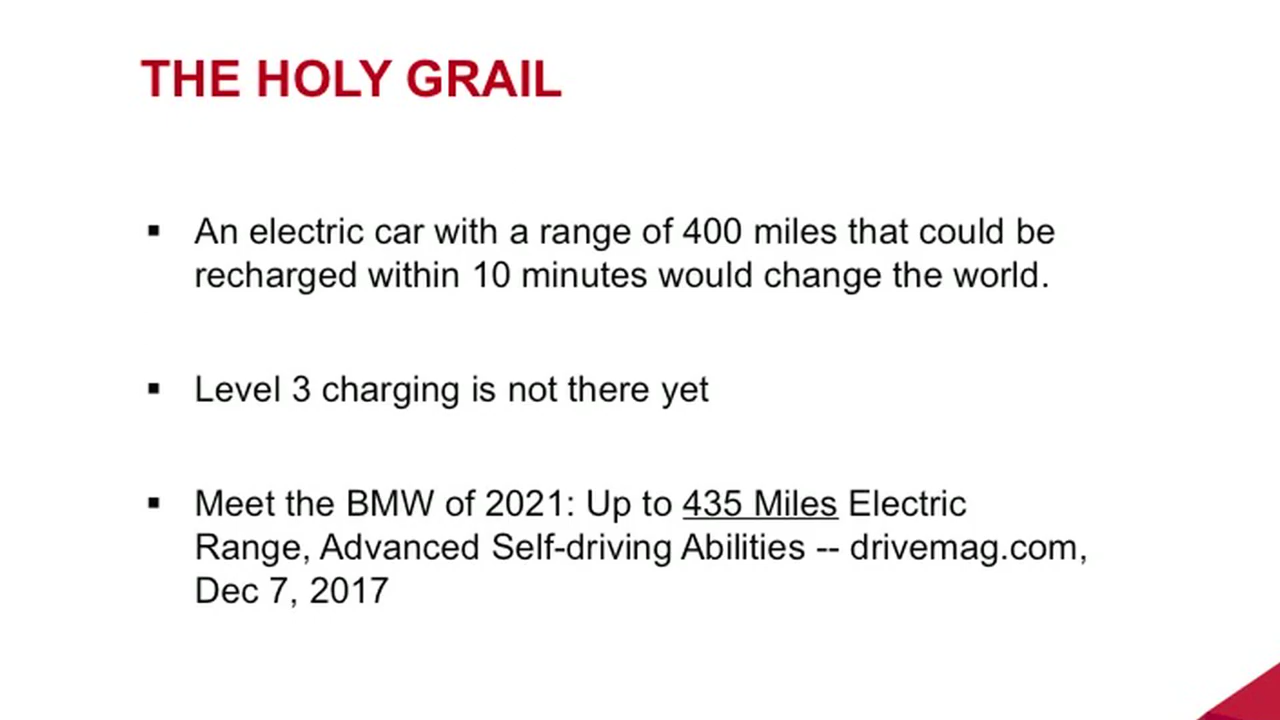 THE HOLY GRAIL
▪ An electric car with a range of 400 miles that could be
recharged within 10 minutes would change the world.
▪ Level 3 charging is not there yet
▪ Meet the BMW of 2021: Up to 435 Miles Electric
Range, Advanced Self-driving Abilities -- drivemag.com,
Dec 7, 2017